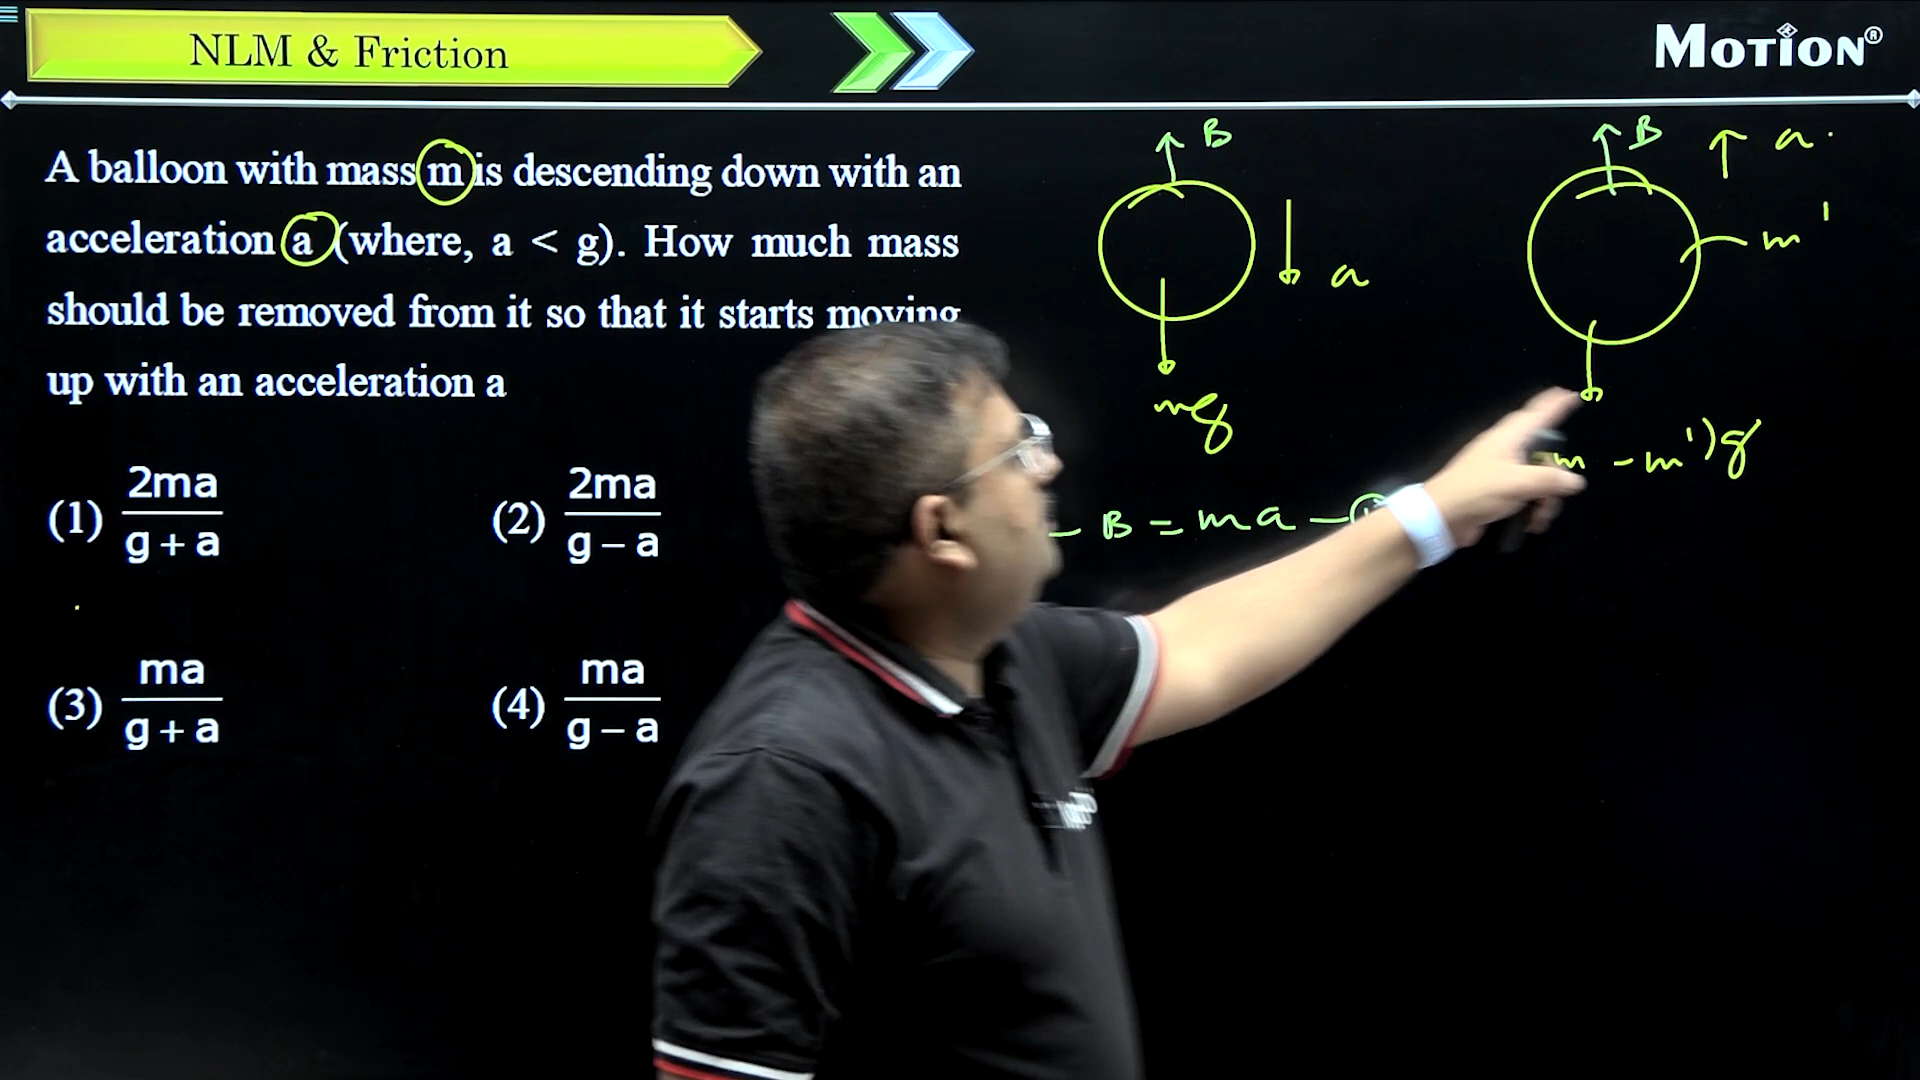 NLM & Friction
MOTION®
A balloon with mass m is descending down with an
acceleration a (where, a < g). How much mass
should be removed from it so that it starts moving
up with an acceleration a
(1) 2ma / g + a
(2) 2ma / g – a
(3) ma / g + a
(4) ma / g – a
B
a
mg
– B = ma –
B
a
m'
m – m')g